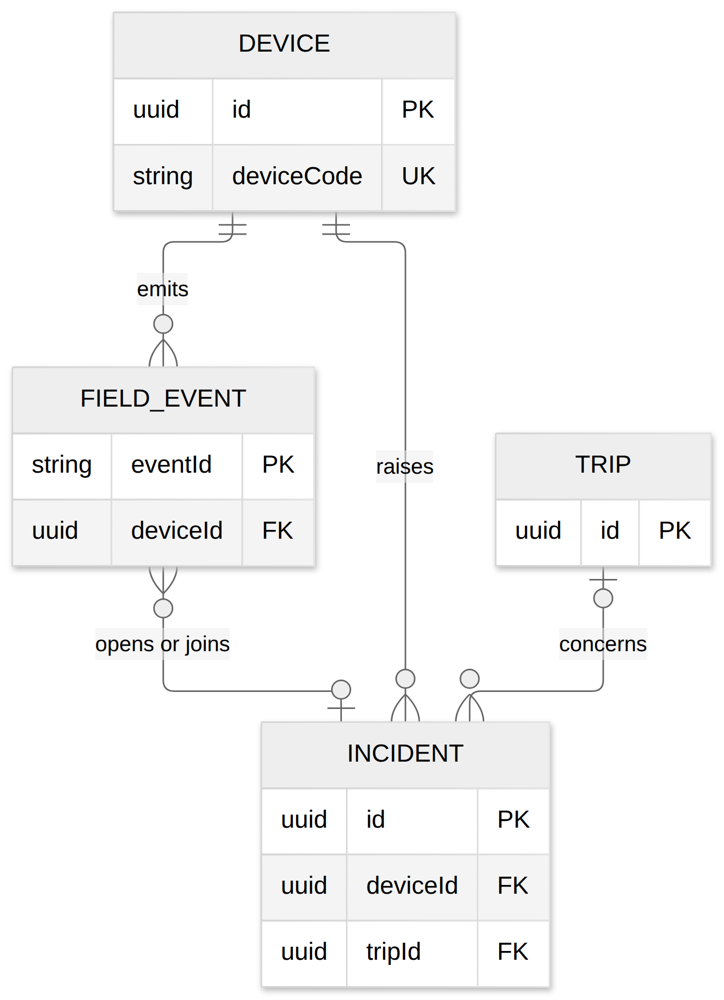 DEVICE
uuid id PK
string deviceCode UK
emits
FIELD_EVENT
string eventId PK
uuid deviceId FK
raises
TRIP
uuid id PK
opens or joins
concerns
INCIDENT
uuid id PK
uuid deviceId FK
uuid tripId FK